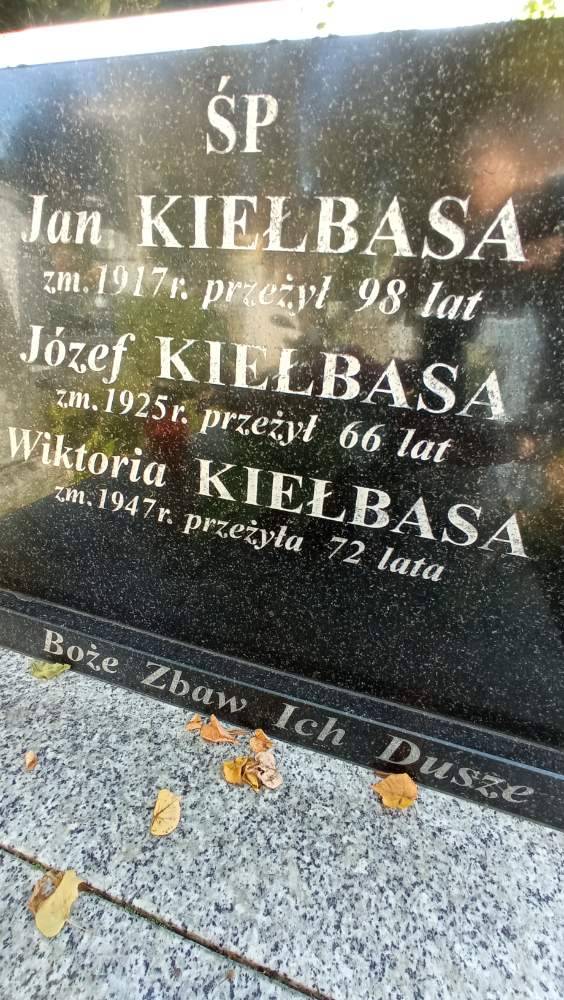 ŚP
Jan KIEŁBASA
zm. 1917 r. przeżył 98 lat
Józef KIEŁBASA
zm. 1925 r. przeżył 66 lat
Wiktoria KIEŁBASA
zm. 1947 r. przeżyła 72 lata
Boże Zbaw Ich Dusze